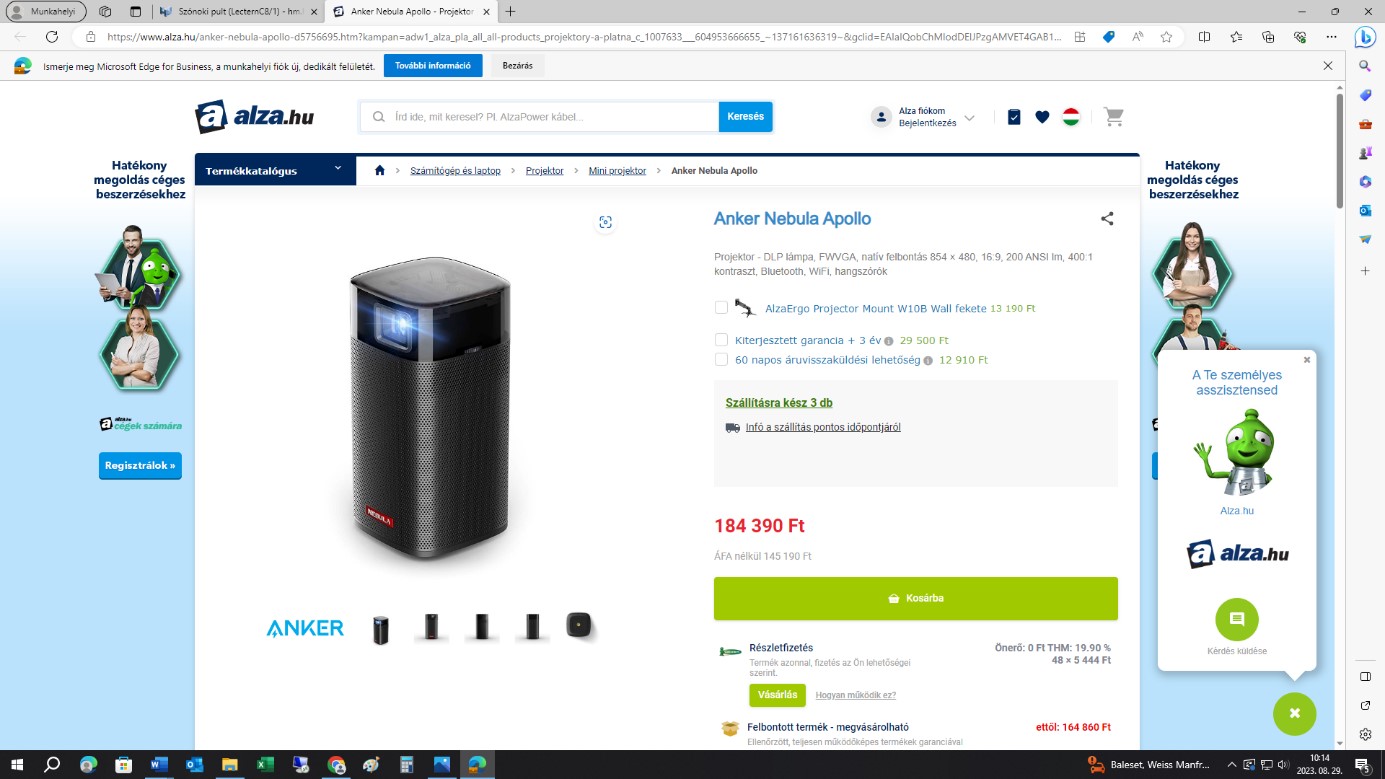 Munkahelyi
Szónoki pult (LecternC8/1) - hm.l
Anker Nebula Apollo - Projektor
https://www.alza.hu/anker-nebula-apollo-d5756695.htm?kampan=adw1_alza_pla_all_all-products_projektory-a-platna_c_1007633___604953666655_~137161636319~&gclid=EAIaIQobChMIodDEUPzgAMVET4GAB1...
Ismerje meg Microsoft Edge for Business, a munkahelyi fiók új, dedikált felületét.
További információ
Bezárás
alza.hu
Írd ide, mit keresel? Pl. AlzaPower kábel...
Keresés
Alza fiókom
Bejelentkezés
Hatékony
megoldás céges
beszerzésekhez
alza.hu
cégek számára
Regisztrálok »
Termékkatalógus
Számítógép és laptop
Projektor
Mini projektor
Anker Nebula Apollo
Hatékony
megoldás céges
beszerzésekhez
NEBULA
ANKER
Anker Nebula Apollo
Projektor - DLP lámpa, FWVGA, natív felbontás 854 × 480, 16:9, 200 ANSI lm, 400:1
kontraszt, Bluetooth, WiFi, hangszórók
AlzaErgo Projector Mount W10B Wall fekete 13 190 Ft
Kiterjesztett garancia + 3 év 29 500 Ft
60 napos áruvisszaküldési lehetőség 12 910 Ft
Szállításra kész 3 db
Infó a szállítás pontos időpontjáról
184 390 Ft
ÁFA nélkül 145 190 Ft
Kosárba
Részletfizetés
Önerő: 0 Ft THM: 19.90 %
48 × 5 444 Ft
Termék azonnal, fizetés az Ön lehetőségei
szerint.
Vásárlás
Hogyan működik ez?
Felbontott termék - megvásárolható
ettől: 164 860 Ft
Ellenőrzött, teljesen működőképes termékek garanciával
A Te személyes
asszisztensed
Alza.hu
alza.hu
Kérdés küldése
Baleset, Weiss Manfr...
10:14
2023. 08. 29.
5